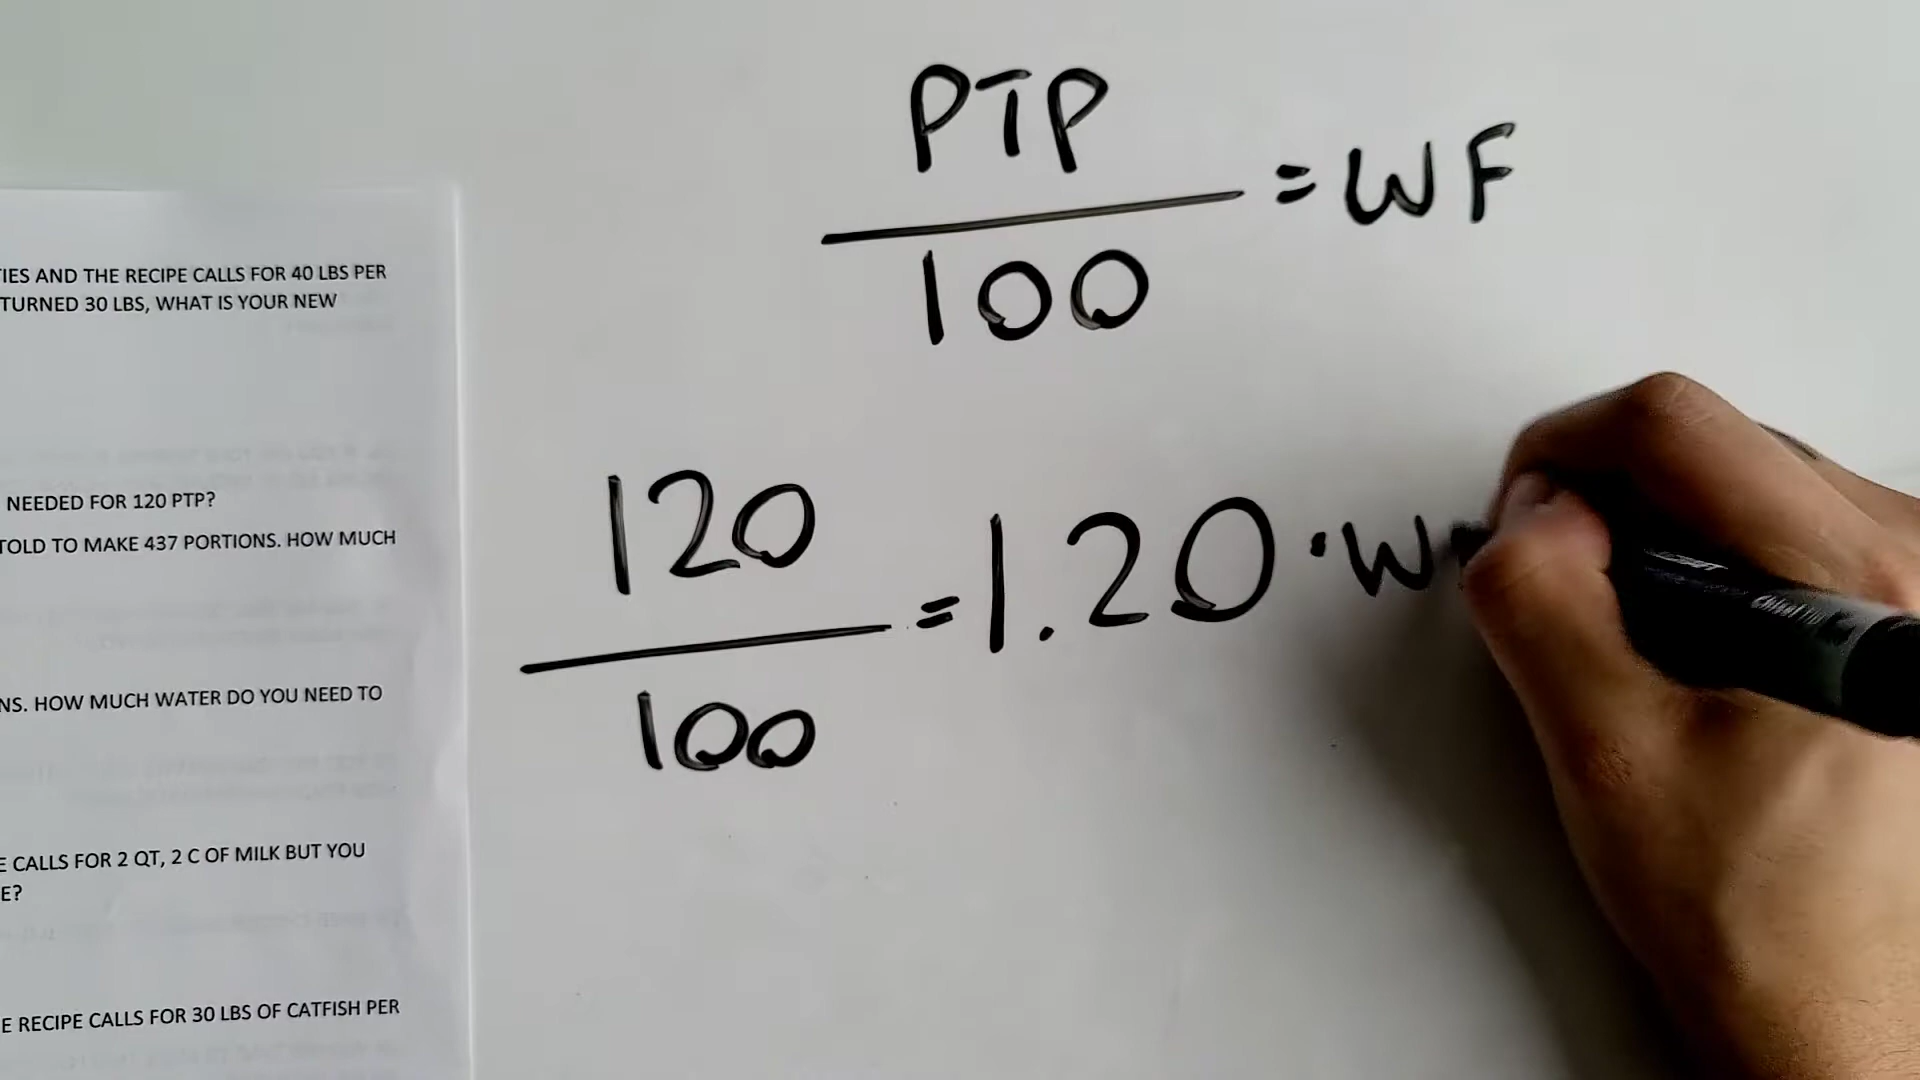 PTP
100
= WF
TIES AND THE RECIPE CALLS FOR 40 LBS PER
TURNED 30 LBS, WHAT IS YOUR NEW
NEEDED FOR 120 PTP?
TOLD TO MAKE 437 PORTIONS. HOW MUCH
NS. HOW MUCH WATER DO YOU NEED TO
E CALLS FOR 2 QT, 2 C OF MILK BUT YOU
E?
E RECIPE CALLS FOR 30 LBS OF CATFISH PER
120
100
= 1.20 · W